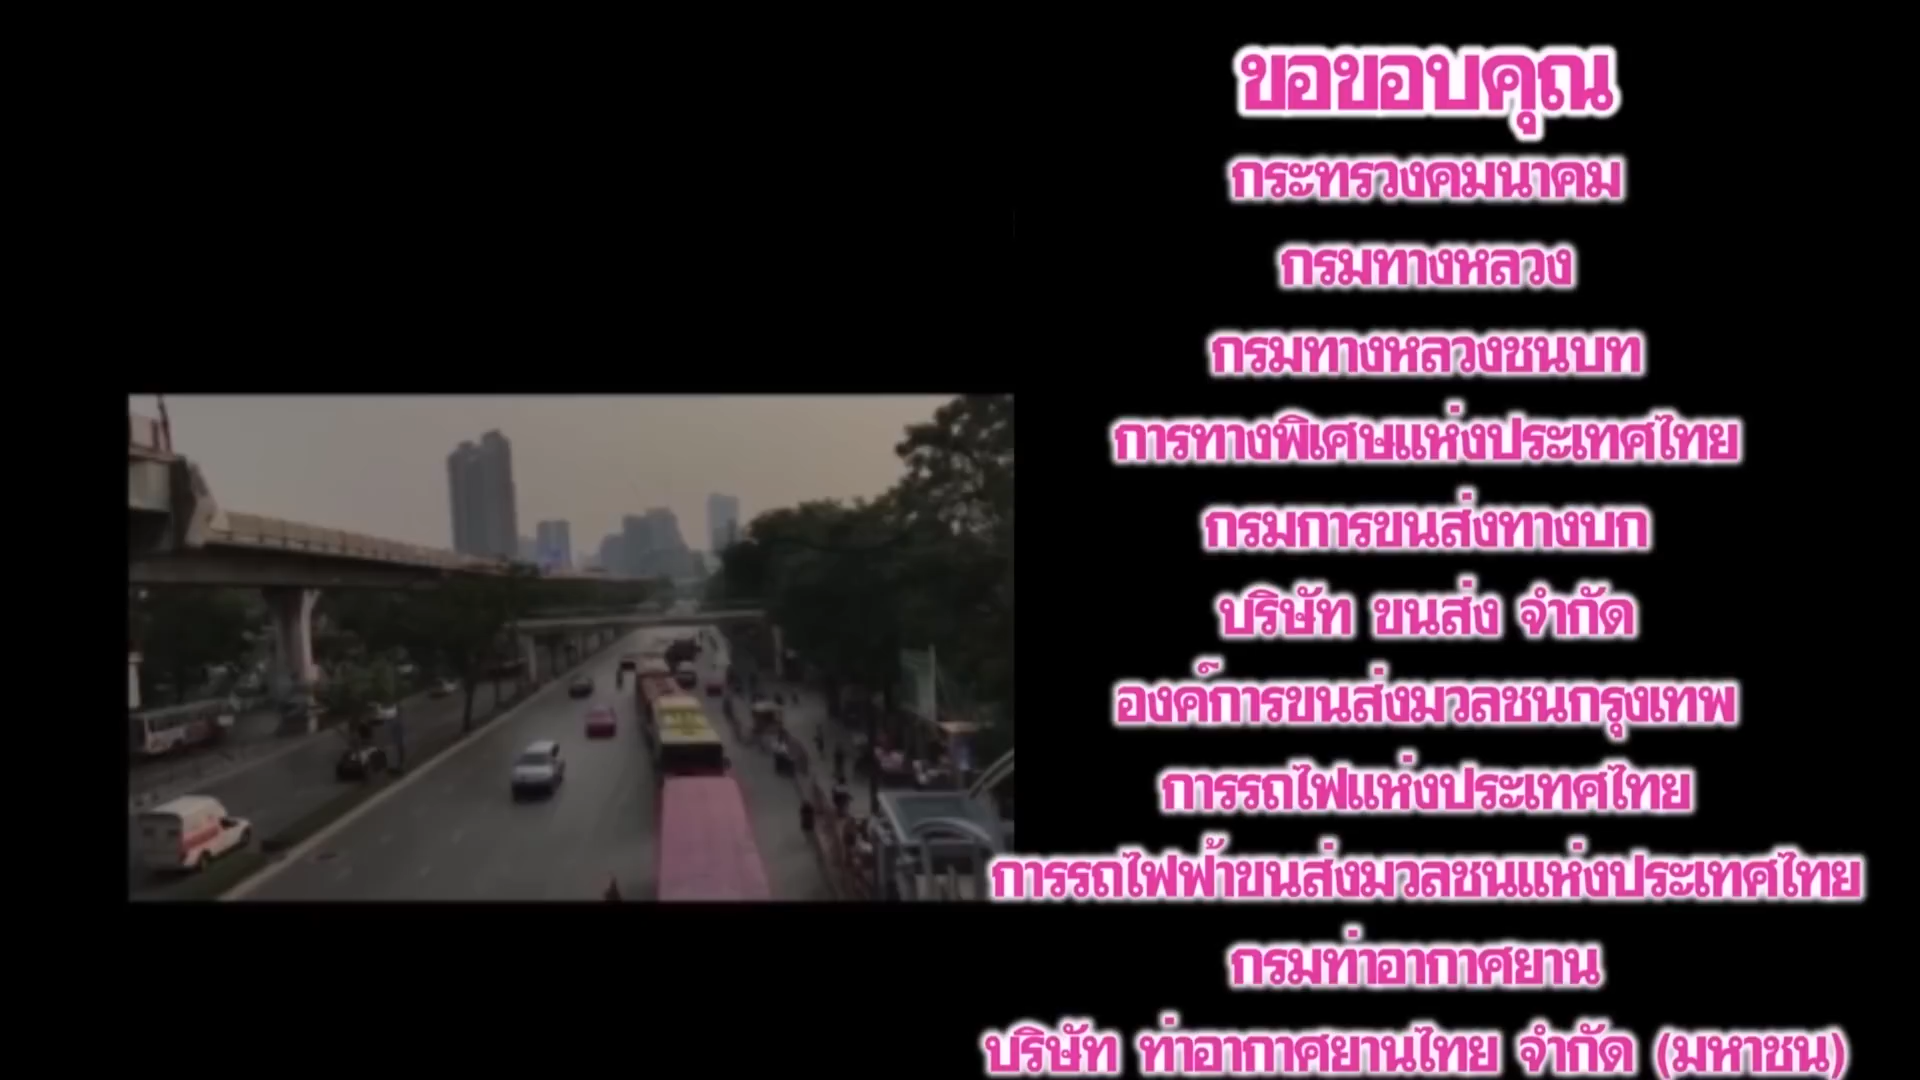 ขอขอบคุณ
กระทรวงคมนาคม
กรมทางหลวง
กรมทางหลวงชนบท
การทางพิเศษแห่งประเทศไทย
กรมการขนส่งทางบก
บริษัท ขนส่ง จำกัด
องค์การขนส่งมวลชนกรุงเทพ
การรถไฟแห่งประเทศไทย
การรถไฟฟ้าขนส่งมวลชนแห่งประเทศไทย
กรมท่าอากาศยาน
บริษัท ท่าอากาศยานไทย จำกัด (มหาชน)